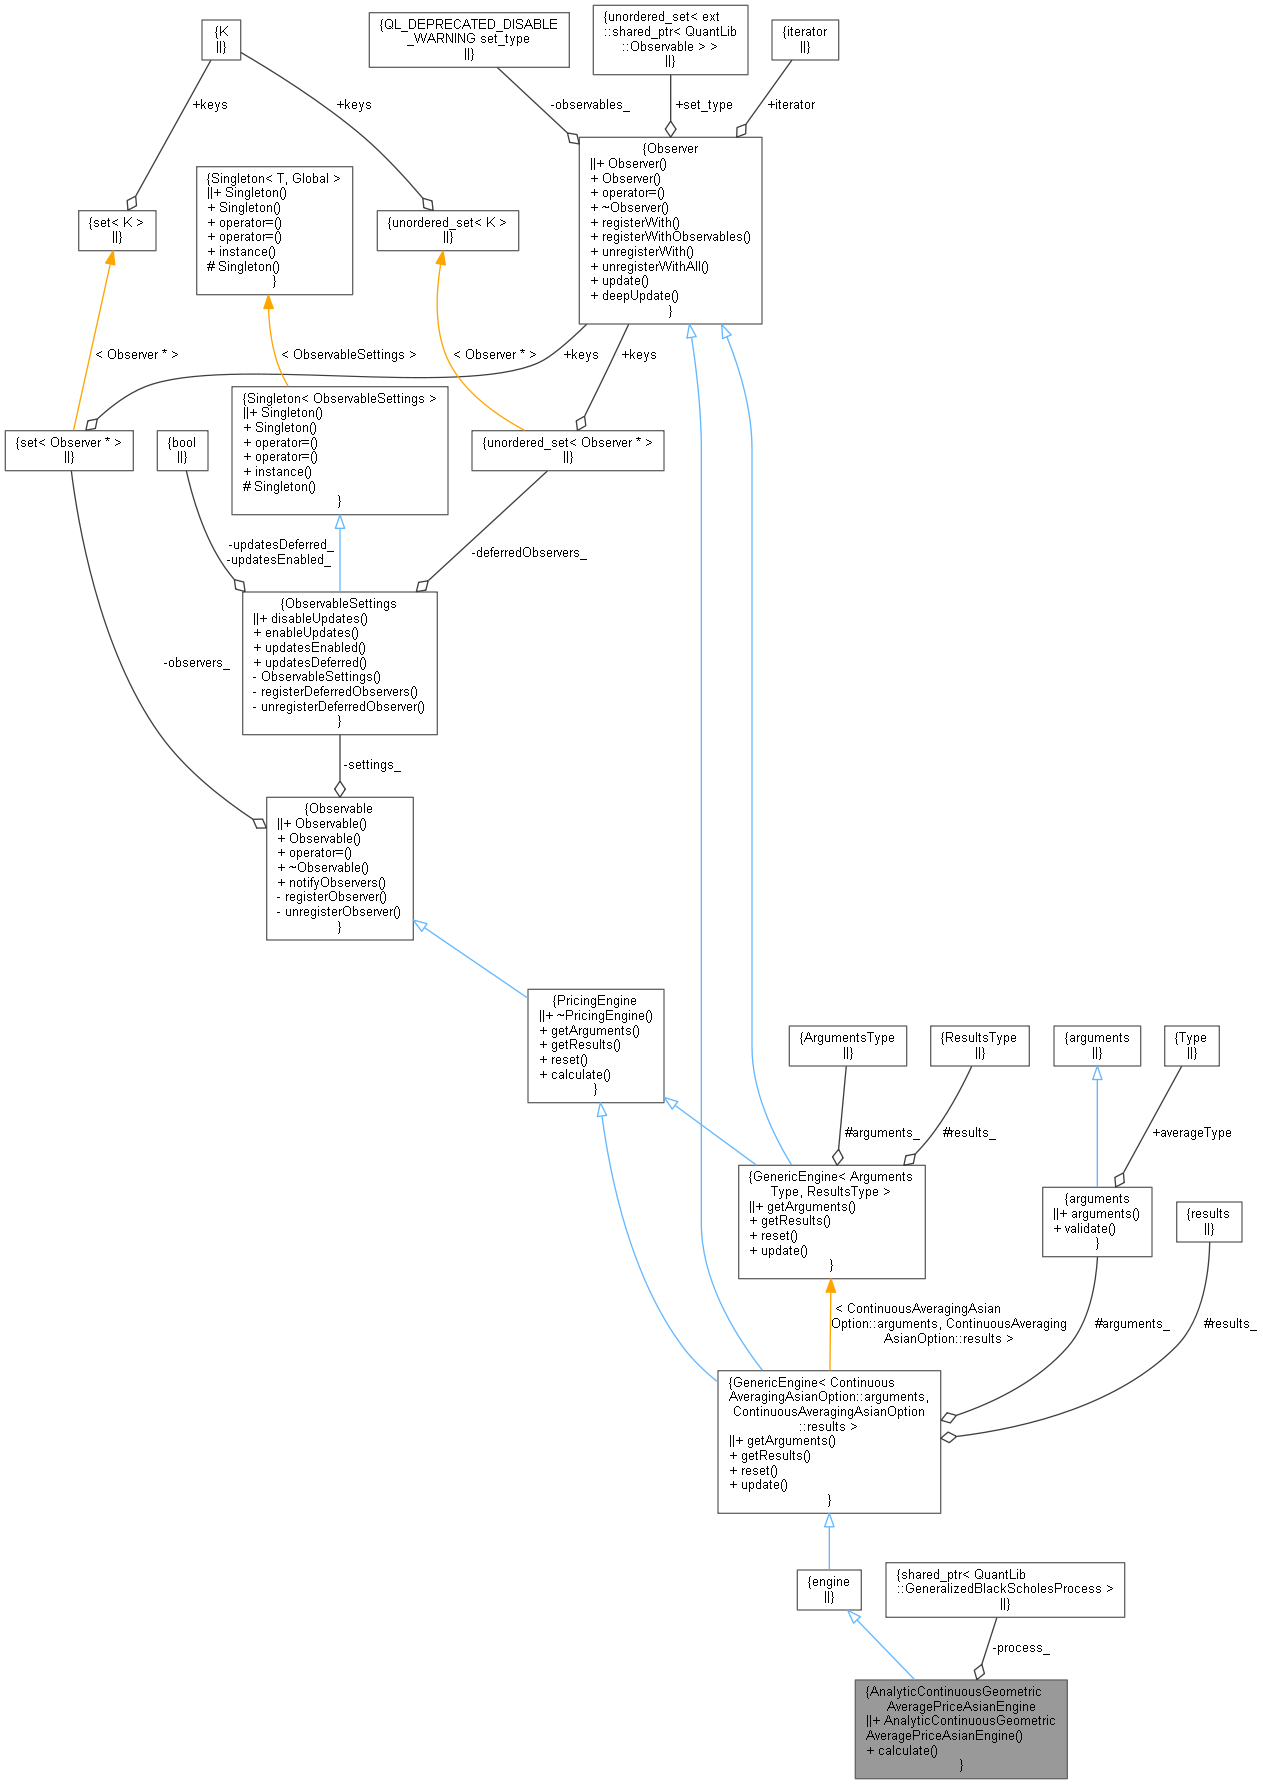 {K
||}
{QL_DEPRECATED_DISABLE
_WARNING set_type
||}
{unordered_set< ext
::shared_ptr< QuantLib
::Observable > >
||}
{iterator
||}
+keys
+keys
-observables_
+set_type
+iterator
{Singleton< T, Global >
||+ Singleton()
+ Singleton()
+ operator=()
+ operator=()
+ instance()
# Singleton()
}
{set< K >
||}
{unordered_set< K >
||}
{Observer
||+ Observer()
+ Observer()
+ operator=()
+ ~Observer()
+ registerWith()
+ registerWithObservables()
+ unregisterWith()
+ unregisterWithAll()
+ update()
+ deepUpdate()
}
< Observer * >
< ObservableSettings >
< Observer * >
+keys
+keys
{set< Observer * >
||}
{bool
||}
{Singleton< ObservableSettings >
||+ Singleton()
+ Singleton()
+ operator=()
+ operator=()
+ instance()
# Singleton()
}
{unordered_set< Observer * >
||}
-updatesDeferred_
-updatesEnabled_
-deferredObservers_
-observers_
{ObservableSettings
||+ disableUpdates()
+ enableUpdates()
+ updatesEnabled()
+ updatesDeferred()
- ObservableSettings()
- registerDeferredObservers()
- unregisterDeferredObserver()
}
-settings_
{Observable
||+ Observable()
+ Observable()
+ operator=()
+ ~Observable()
+ notifyObservers()
- registerObserver()
- unregisterObserver()
}
{PricingEngine
||+ ~PricingEngine()
+ getArguments()
+ getResults()
+ reset()
+ calculate()
}
{ArgumentsType
||}
{ResultsType
||}
{arguments
||}
{Type
||}
#arguments_
#results_
+averageType
{GenericEngine< Arguments
Type, ResultsType >
||+ getArguments()
+ getResults()
+ reset()
+ update()
}
{arguments
||+ arguments()
+ validate()
}
{results
||}
< ContinuousAveragingAsian
Option::arguments, ContinuousAveraging
AsianOption::results >
#arguments_
#results_
{GenericEngine< Continuous
AveragingAsianOption::arguments,
ContinuousAveragingAsianOption
::results >
||+ getArguments()
+ getResults()
+ reset()
+ update()
}
{engine
||}
{shared_ptr< QuantLib
::GeneralizedBlackScholesProcess >
||}
-process_
{AnalyticContinuousGeometric
AveragePriceAsianEngine
||+ AnalyticContinuousGeometric
AveragePriceAsianEngine()
+ calculate()
}